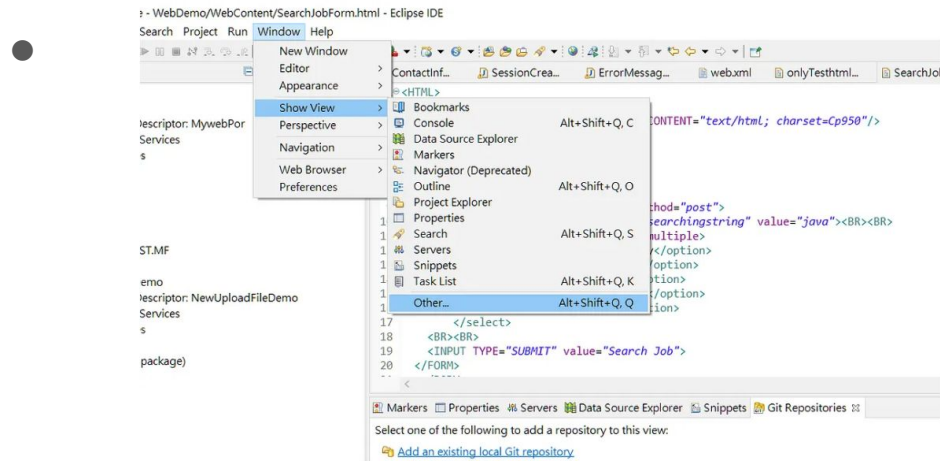 e - WebDemo/WebContent/SearchJobForm.html - Eclipse IDE
Search Project Run Window Help
ContactInf... SessionCrea... ErrorMessag... web.xml onlyTesthtml... SearchJo
New Window
Editor
Appearance
Show View
Perspective
Navigation
Web Browser
Preferences
Bookmarks
Console Alt+Shift+Q, C
Data Source Explorer
Markers
Navigator (Deprecated)
Outline Alt+Shift+Q, O
Project Explorer
Properties
Search Alt+Shift+Q, S
Servers
Snippets
Task List Alt+Shift+Q, K
Other... Alt+Shift+Q, Q
escriptor: MywebPor
Services
s
ST.MF
emo
Descriptor: NewUploadFileDemo
Services
s
package)
<HTML>
CONTENT="text/html; charset=Cp950"/>
thod="post">
searchingstring" value="java"><BR><BR>
multiple>
</option>
/option>
ption>
</option>
tion>
17 </select>
18 <BR><BR>
19 <INPUT TYPE="SUBMIT" value="Search Job">
20 </FORM>
Markers Properties Servers Data Source Explorer Snippets Git Repositories
Select one of the following to add a repository to this view:
Add an existing local Git repository